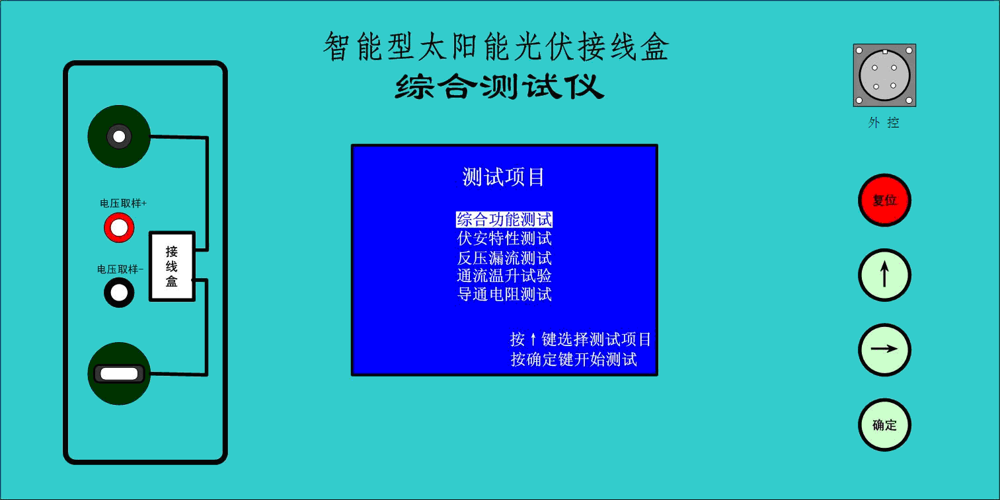 智能型太阳能光伏接线盒
综合测试仪
外 控
电压取样+
电压取样-
接
线
盒
测试项目
综合功能测试
伏安特性测试
反压漏流测试
通流温升试验
导通电阻测试
按↑键选择测试项目
按确定键开始测试
复位
↑
→
确定